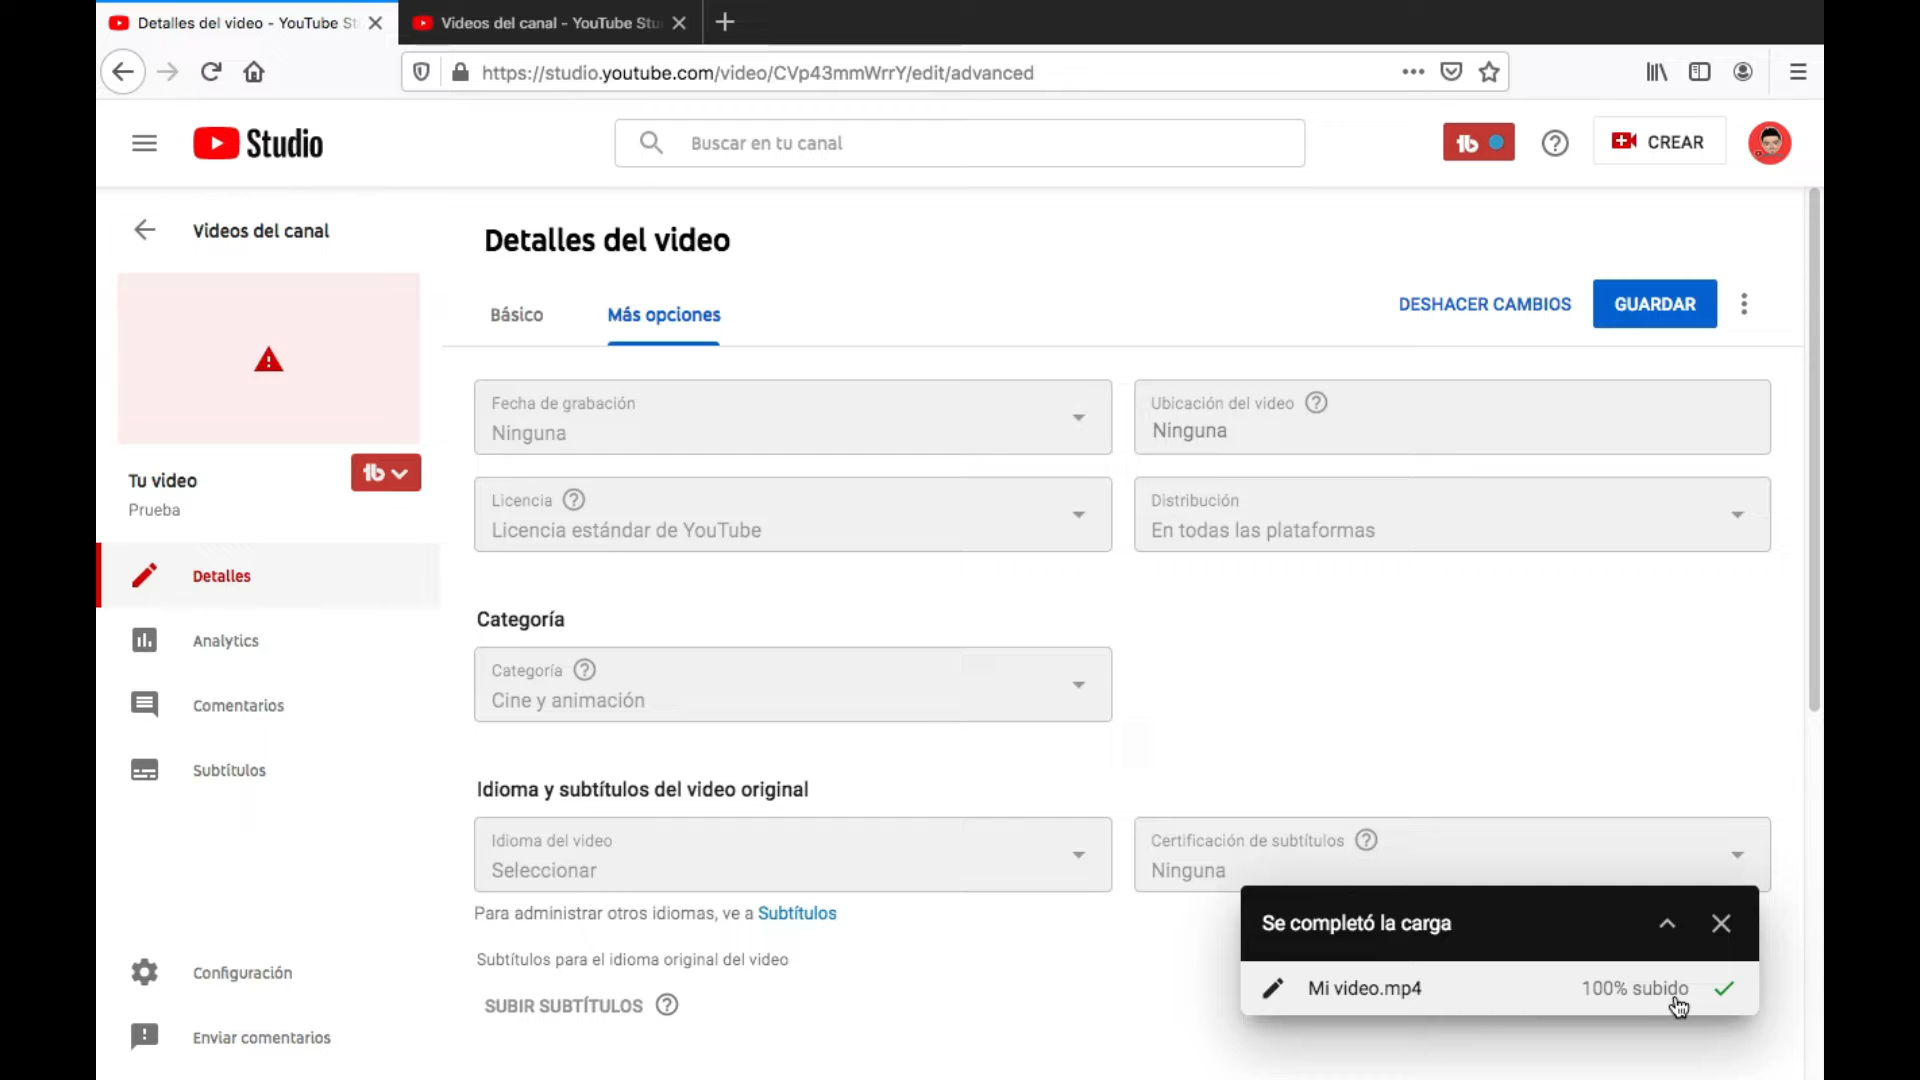 Detalles del video - YouTube St
Videos del canal - YouTube Stu
https://studio.youtube.com/video/CVp43mmWrrY/edit/advanced
Studio
Buscar en tu canal
CREAR
Videos del canal
Detalles del video
Básico
Más opciones
DESHACER CAMBIOS
GUARDAR
Fecha de grabación
Ninguna
Ubicación del video
Ninguna
Licencia
Licencia estándar de YouTube
Distribución
En todas las plataformas
Tu video
Prueba
Detalles
Analytics
Comentarios
Subtítulos
Configuración
Enviar comentarios
Categoría
Categoría
Cine y animación
Idioma y subtítulos del video original
Idioma del video
Seleccionar
Certificación de subtítulos
Ninguna
Para administrar otros idiomas, ve a Subtítulos
Subtítulos para el idioma original del video
SUBIR SUBTÍTULOS
Se completó la carga
Mi video.mp4
100% subido